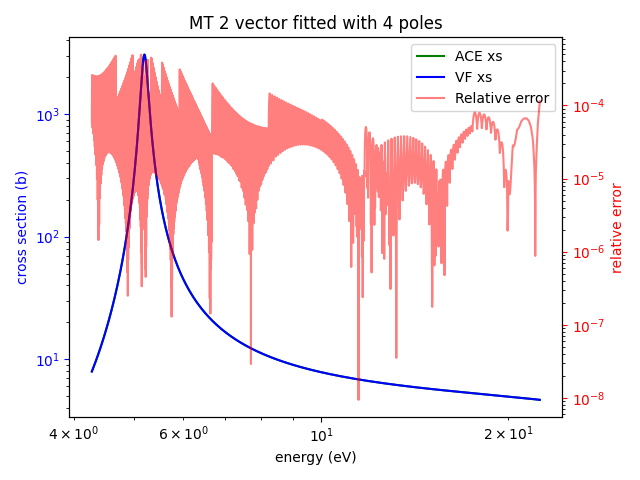 MT 2 vector fitted with 4 poles
ACE xs
VF xs
Relative error
10³
10²
10¹
cross section (b)
10⁻⁴
10⁻⁵
10⁻⁶
10⁻⁷
10⁻⁸
relative error
4 × 10⁰
6 × 10⁰
10¹
2 × 10¹
energy (eV)